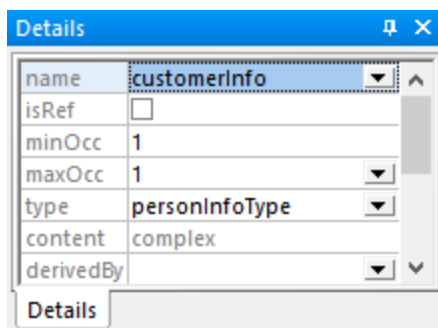 Details
name customerInfo
isRef
minOcc 1
maxOcc 1
type personInfoType
content complex
derivedBy
Details